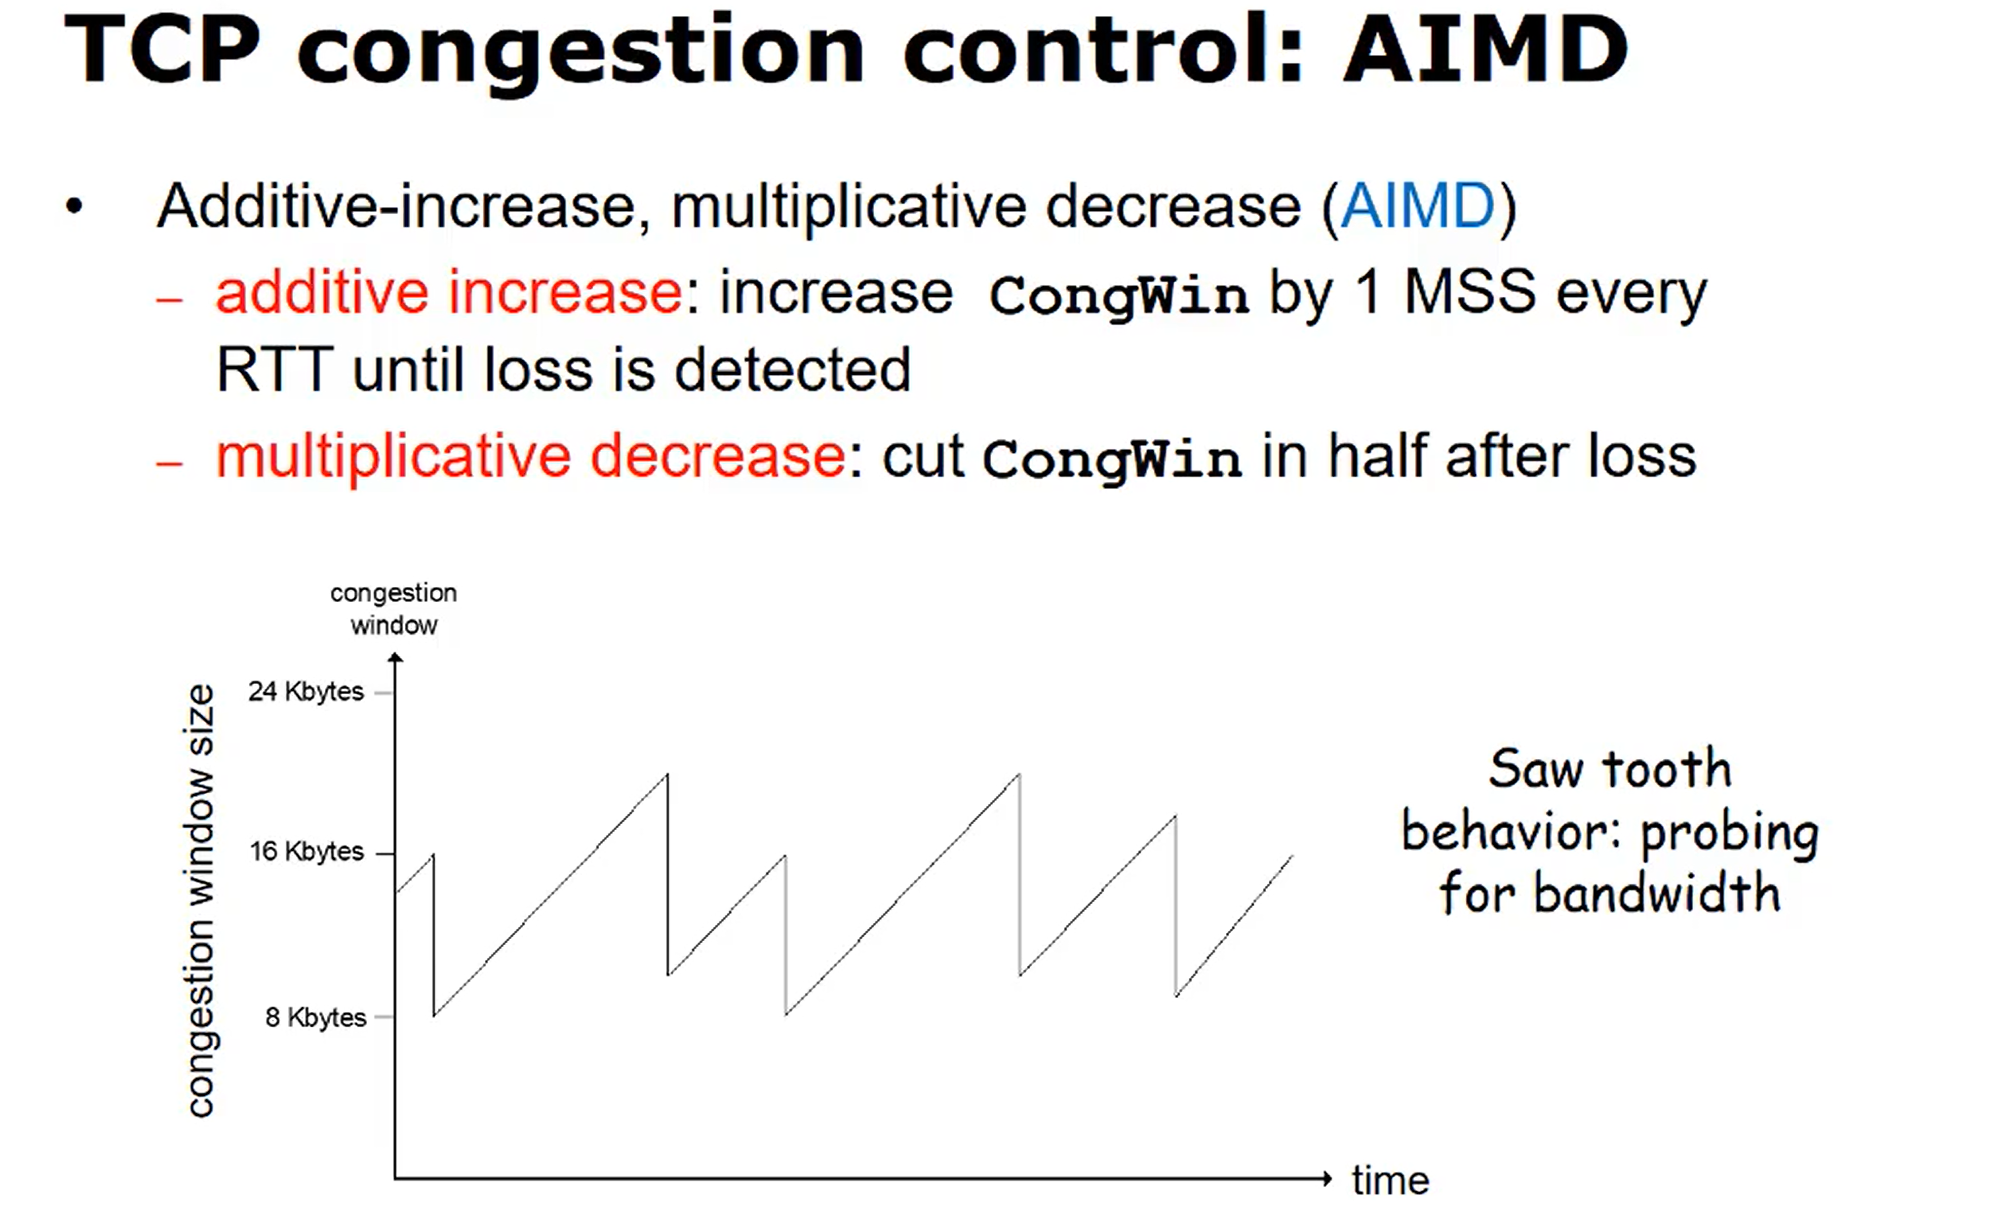 TCP congestion control: AIMD
• Additive-increase, multiplicative decrease (AIMD)
– additive increase: increase CongWin by 1 MSS every
RTT until loss is detected
– multiplicative decrease: cut CongWin in half after loss
congestion
window
24 Kbytes
16 Kbytes
8 Kbytes
congestion window size
time
Saw tooth
behavior: probing
for bandwidth